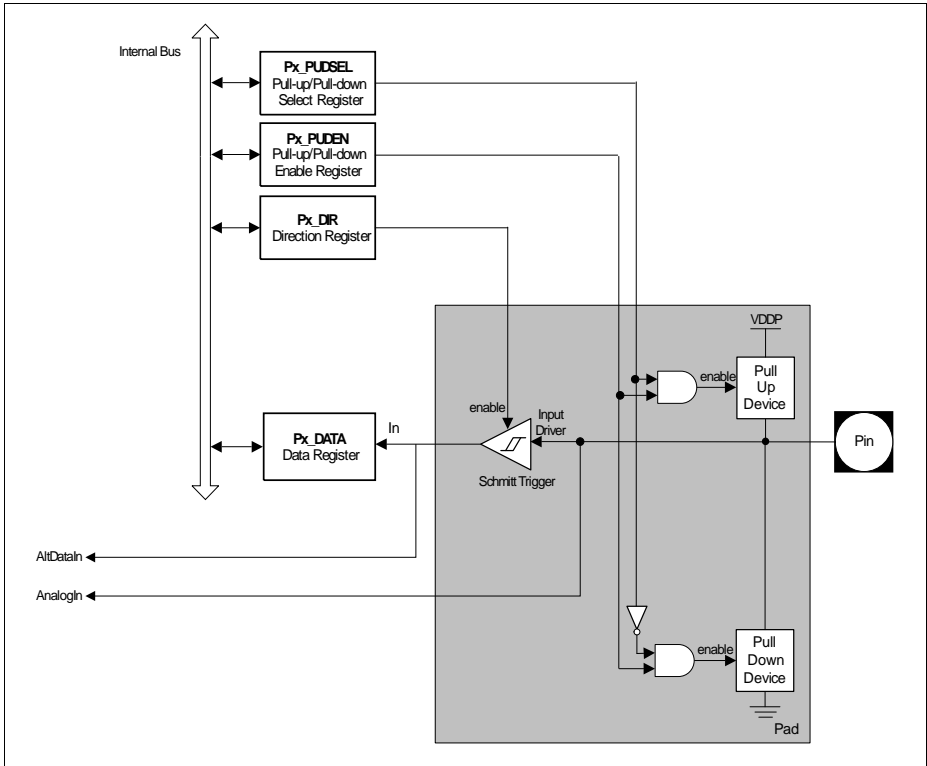 Internal Bus
Px_PUDSEL
Pull-up/Pull-down
Select Register
Px_PUDEN
Pull-up/Pull-down
Enable Register
Px_DIR
Direction Register
VDDP
Pull
Up
Device
enable
enable
Input
Driver
In
Px_DATA
Data Register
Schmitt Trigger
Pin
AltDataIn
AnalogIn
enable
Pull
Down
Device
Pad